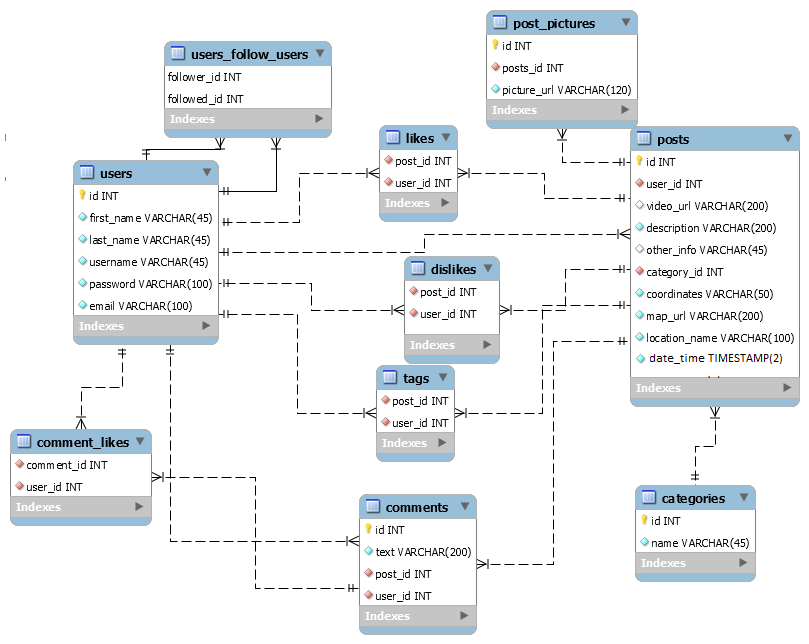 users_follow_users
follower_id INT
followed_id INT
Indexes
post_pictures
id INT
posts_id INT
picture_url VARCHAR(120)
Indexes
likes
post_id INT
user_id INT
Indexes
posts
id INT
user_id INT
video_url VARCHAR(200)
description VARCHAR(200)
other_info VARCHAR(45)
category_id INT
coordinates VARCHAR(50)
map_url VARCHAR(200)
location_name VARCHAR(100)
date_time TIMESTAMP(2)
Indexes
users
id INT
first_name VARCHAR(45)
last_name VARCHAR(45)
username VARCHAR(45)
password VARCHAR(100)
email VARCHAR(100)
Indexes
dislikes
post_id INT
user_id INT
Indexes
tags
post_id INT
user_id INT
Indexes
comment_likes
comment_id INT
user_id INT
Indexes
comments
id INT
text VARCHAR(200)
post_id INT
user_id INT
Indexes
categories
id INT
name VARCHAR(45)
Indexes